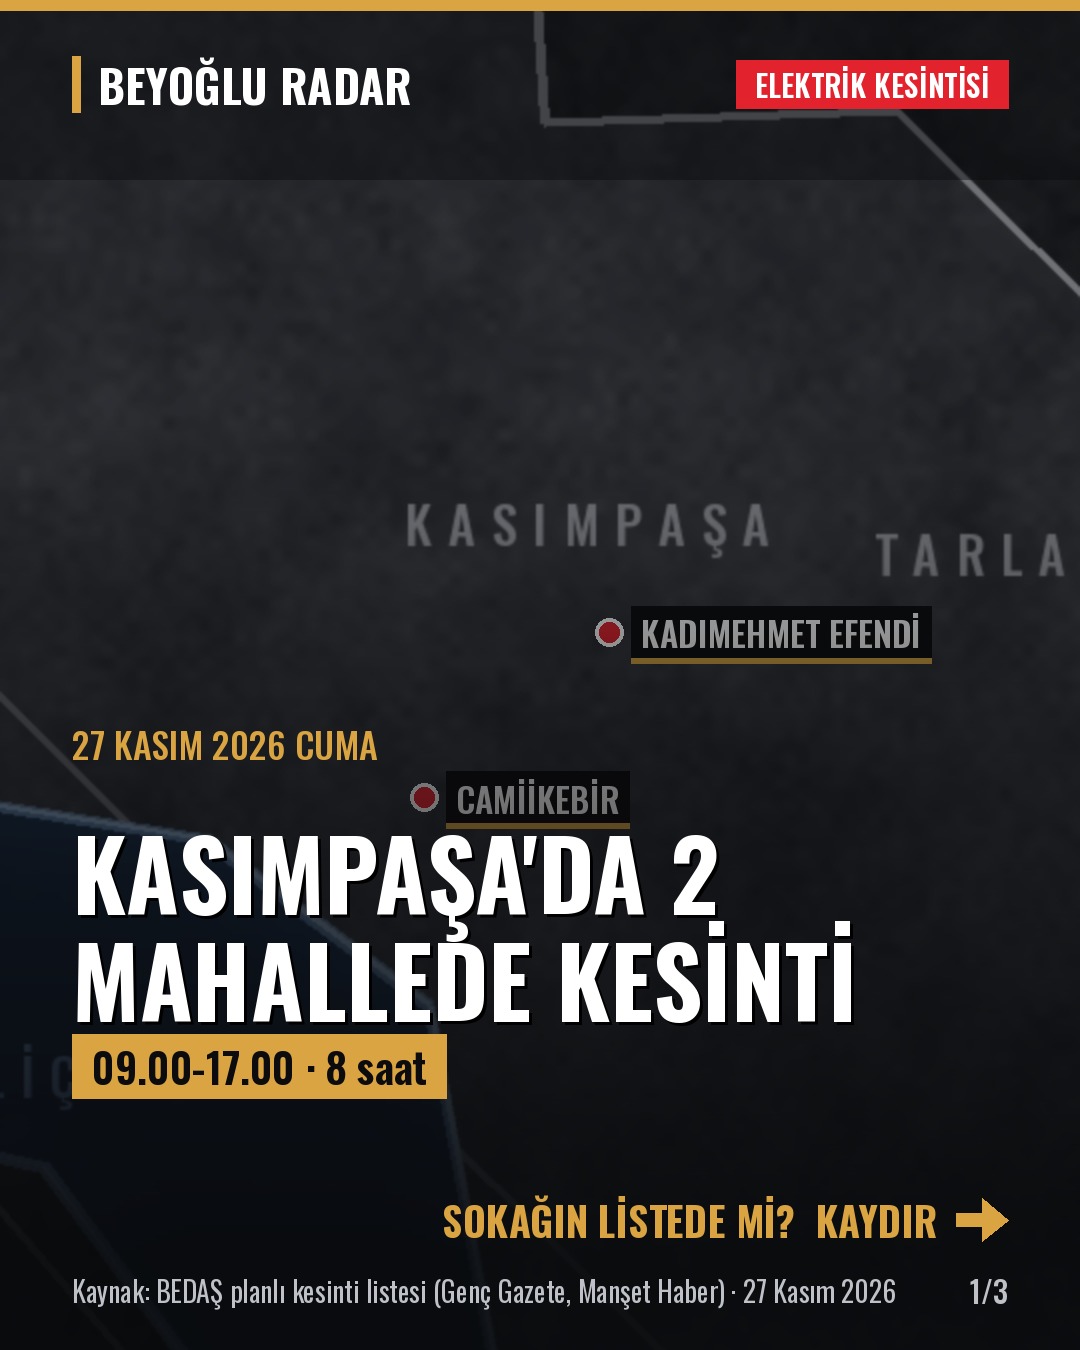 BEYOĞLU RADAR
ELEKTRİK KESİNTİSİ
KASIMPAŞA
TARLA
KADIMEHMET EFENDİ
27 KASIM 2026 CUMA
CAMİİKEBİR
KASIMPAŞA'DA 2
MAHALLEDE KESİNTİ
09.00-17.00 · 8 saat
LİÇ
SOKAĞIN LİSTEDE Mİ? KAYDIR
Kaynak: BEDAŞ planlı kesinti listesi (Genç Gazete, Manşet Haber) · 27 Kasım 2026
1/3